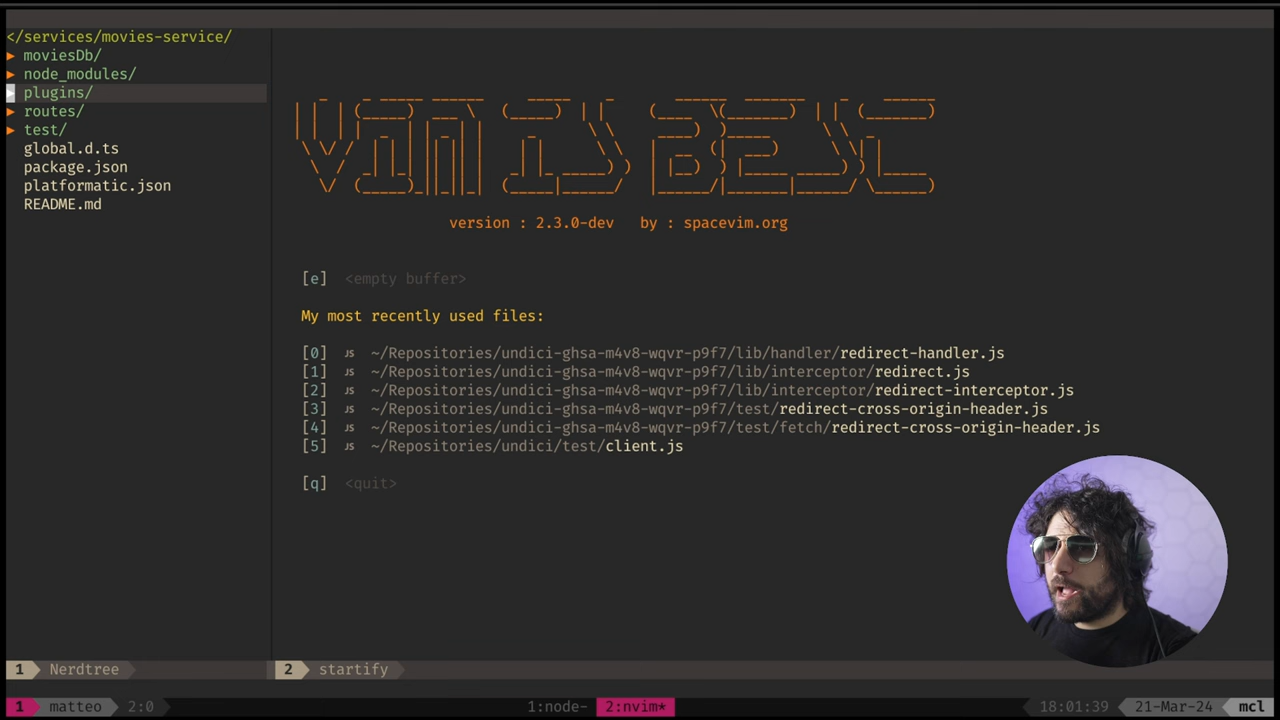 </services/movies-service/
▸ moviesDb/
▸ node_modules/
▸ plugins/
▸ routes/
▸ test/
global.d.ts
package.json
platformatic.json
README.md
VIM IS BEST
version : 2.3.0-dev by : spacevim.org
[e] <empty buffer>
My most recently used files:
[0] JS ~/Repositories/undici-ghsa-m4v8-wqvr-p9f7/lib/handler/redirect-handler.js
[1] JS ~/Repositories/undici-ghsa-m4v8-wqvr-p9f7/lib/interceptor/redirect.js
[2] JS ~/Repositories/undici-ghsa-m4v8-wqvr-p9f7/lib/interceptor/redirect-interceptor.js
[3] JS ~/Repositories/undici-ghsa-m4v8-wqvr-p9f7/test/redirect-cross-origin-header.js
[4] JS ~/Repositories/undici-ghsa-m4v8-wqvr-p9f7/test/fetch/redirect-cross-origin-header.js
[5] JS ~/Repositories/undici/test/client.js
[q] <quit>
1 Nerdtree 2 startify
1 matteo 2:0 1:node- 2:nvim* 18:01:39 21-Mar-24 mcl